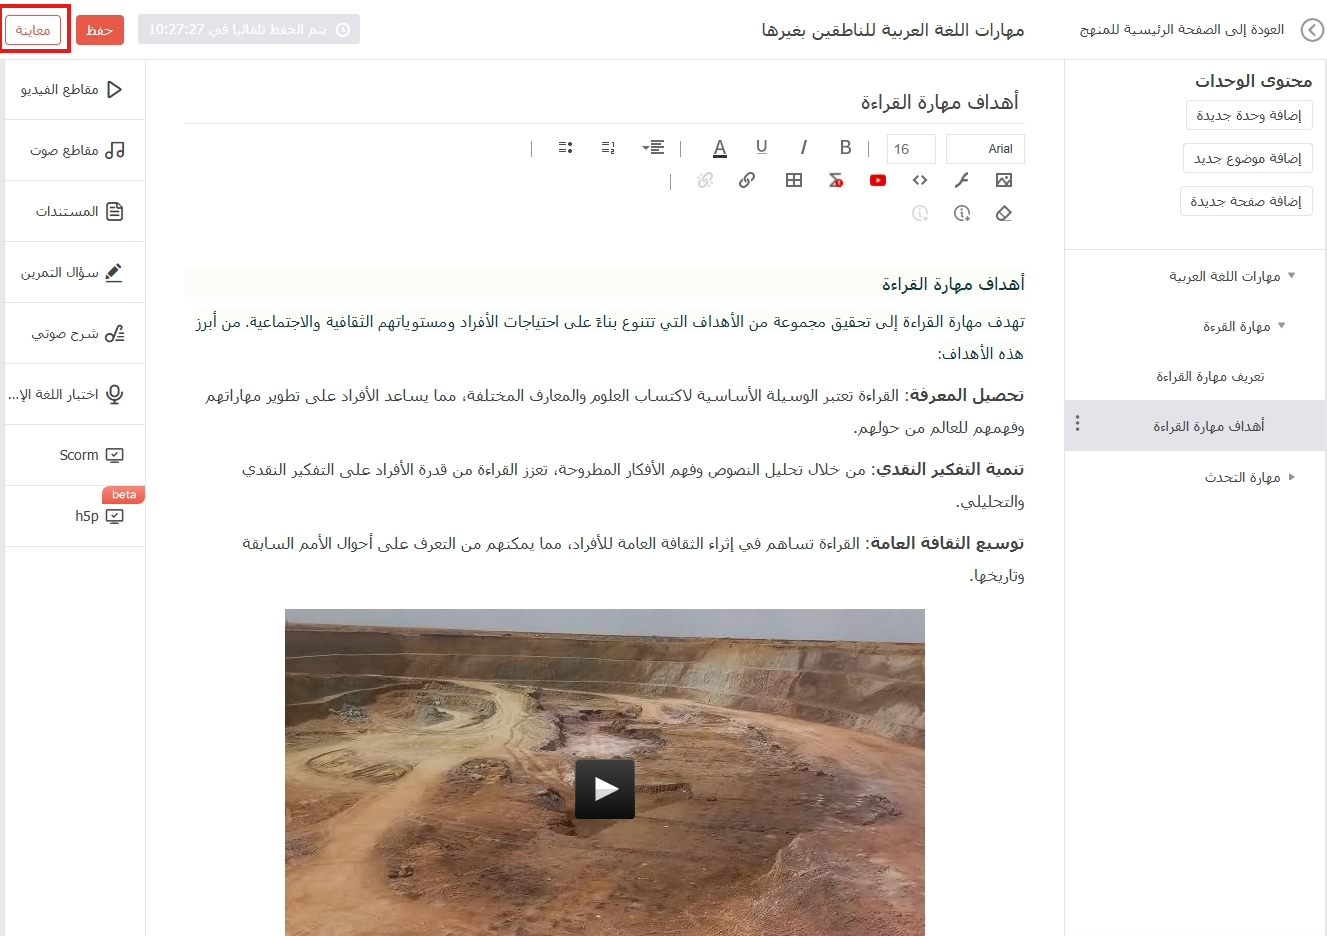 العودة إلى الصفحة الرئيسية للمنهج
مهارات اللغة العربية للناطقين بغيرها
يتم الحفظ تلقائيا في 10:27:27
حفظ
معاينة
محتوى الوحدات
إضافة وحدة جديدة
إضافة موضوع جديد
إضافة صفحة جديدة
مهارات اللغة العربية
مهارة القرءة
تعريف مهارة القراءة
أهداف مهارة القراءة
مهارة التحدث
أهداف مهارة القراءة
Arial
16
B
I
U
A
أهداف مهارة القراءة
تهدف مهارة القراءة إلى تحقيق مجموعة من الأهداف التي تتنوع بناءً على احتياجات الأفراد ومستوياتهم الثقافية والاجتماعية. من أبرز
هذه الأهداف:
تحصيل المعرفة: القراءة تعتبر الوسيلة الأساسية لاكتساب العلوم والمعارف المختلفة، مما يساعد الأفراد على تطوير مهاراتهم
وفهمهم للعالم من حولهم.
تنمية التفكير النقدي: من خلال تحليل النصوص وفهم الأفكار المطروحة، تعزز القراءة من قدرة الأفراد على التفكير النقدي
والتحليلي.
توسيع الثقافة العامة: القراءة تساهم في إثراء الثقافة العامة للأفراد، مما يمكنهم من التعرف على أحوال الأمم السابقة
وتاريخها.
مقاطع الفيديو
مقاطع صوت
المستندات
سؤال التمرين
شرح صوتي
اختبار اللغة الإ...
Scorm
beta
h5p